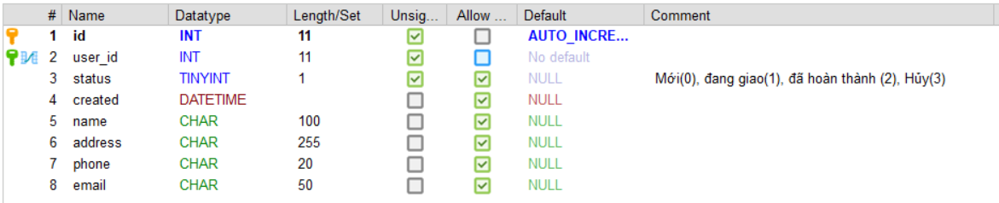 # Name Datatype Length/Set Unsig... Allow ... Default Comment
1 id INT 11 AUTO_INCRE...
2 user_id INT 11 No default
3 status TINYINT 1 NULL Mới(0), đang giao(1), đã hoàn thành (2), Hủy(3)
4 created DATETIME NULL
5 name CHAR 100 NULL
6 address CHAR 255 NULL
7 phone CHAR 20 NULL
8 email CHAR 50 NULL